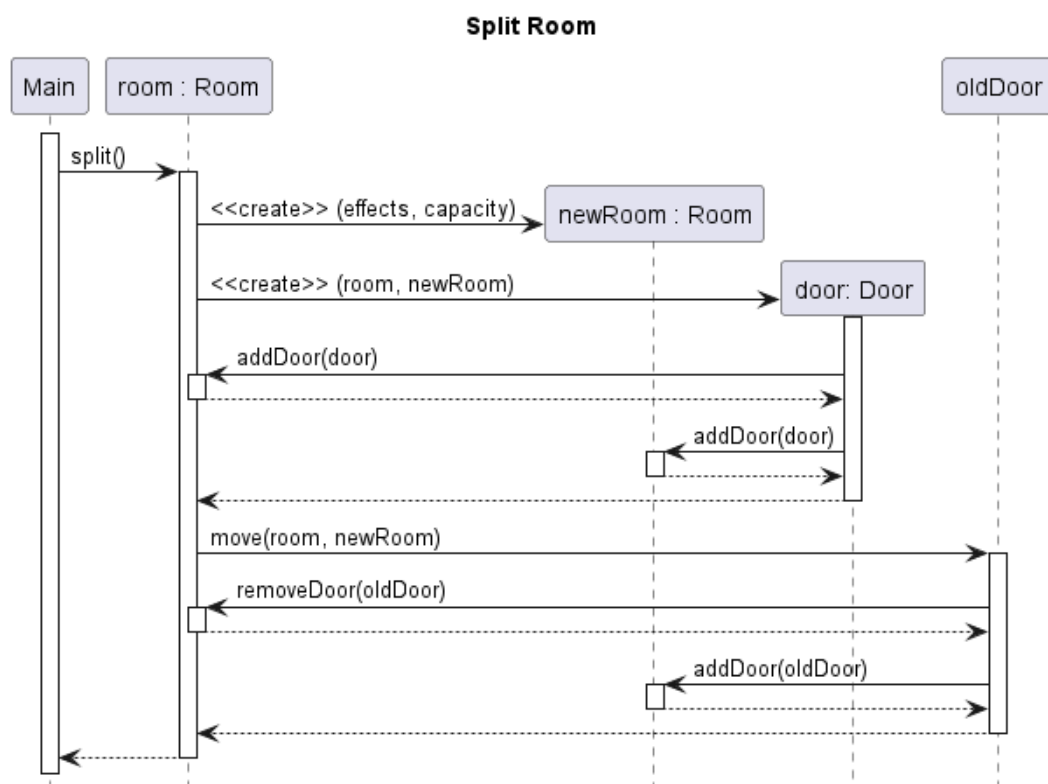 Split Room
Main
room : Room
oldDoor
split()
<<create>> (effects, capacity)
newRoom : Room
<<create>> (room, newRoom)
door: Door
addDoor(door)
addDoor(door)
move(room, newRoom)
removeDoor(oldDoor)
addDoor(oldDoor)